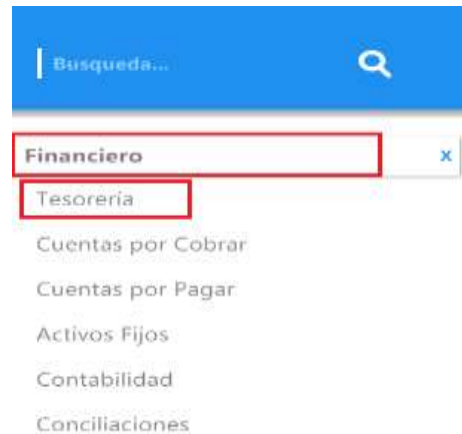 Busqueda...
Financiero x
Tesorería
Cuentas por Cobrar
Cuentas por Pagar
Activos Fijos
Contabilidad
Conciliaciones